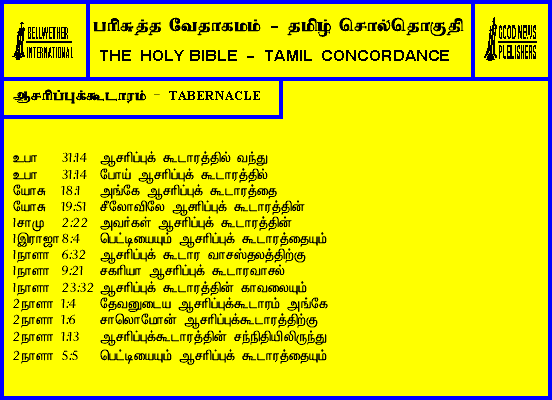 BELLWETHER
INTERNATIONAL
பரிசுத்த வேதாகமம் - தமிழ் சொல்தொகுதி
THE HOLY BIBLE - TAMIL CONCORDANCE
GOOD NEWS
PUBLISHERS
ஆசரிப்புக்கூடாரம் - TABERNACLE
உபா 31:14 ஆசரிப்புக் கூடாரத்தில் வந்து
உபா 31:14 போய் ஆசரிப்புக் கூடாரத்தில்
யோசு 18:1 அங்கே ஆசரிப்புக் கூடாரத்தை
யோசு 19:51 சீலோவிலே ஆசரிப்புக் கூடாரத்தின்
1சாமு 2:22 அவர்கள் ஆசரிப்புக் கூடாரத்தின்
1இராஜா 8:4 பெட்டியையும் ஆசரிப்புக் கூடாரத்தையும்
1நாளா 6:32 ஆசரிப்புக் கூடார வாசஸ்தலத்திற்கு
1நாளா 9:21 சகரியா ஆசரிப்புக் கூடாரவாசல்
1நாளா 23:32 ஆசரிப்புக் கூடாரத்தின் காவலையும்
2நாளா 1:4 தேவனுடைய ஆசரிப்புக்கூடாரம் அங்கே
2நாளா 1:6 சாலொமோன் ஆசரிப்புக்கூடாரத்திற்கு
2நாளா 1:13 ஆசரிப்புக்கூடாரத்தின் சந்நிதியிலிருந்து
2நாளா 5:5 பெட்டியையும் ஆசரிப்புக் கூடாரத்தையும்